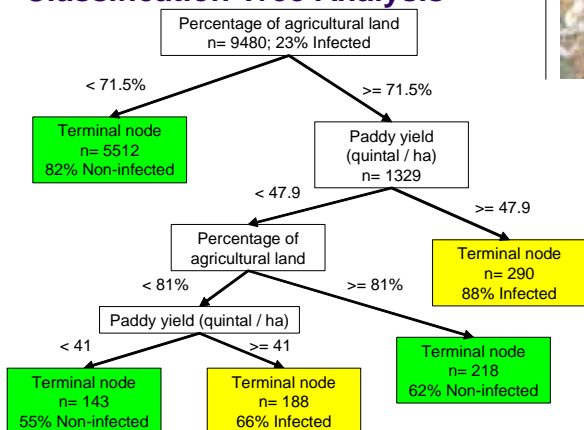 Classification Tree Analysis
Percentage of agricultural land
n= 9480; 23% Infected
< 71.5%
>= 71.5%
Terminal node
n= 5512
82% Non-infected
Paddy yield
(quintal / ha)
n= 1329
< 47.9
>= 47.9
Percentage of
agricultural land
Terminal node
n= 290
88% Infected
< 81%
>= 81%
Paddy yield (quintal / ha)
Terminal node
n= 218
62% Non-infected
< 41
>= 41
Terminal node
n= 143
55% Non-infected
Terminal node
n= 188
66% Infected